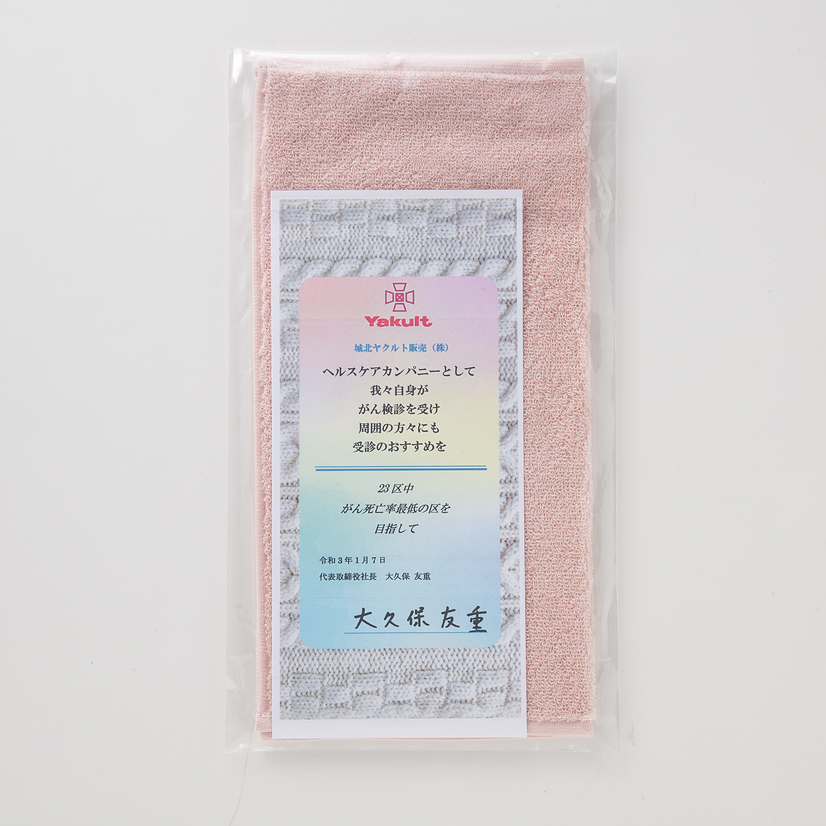 Yakult
城北ヤクルト販売（株）
ヘルスケアカンパニーとして
我々自身が
がん検診を受け
周囲の方々にも
受診のおすすめを
23区中
がん死亡率最低の区を
目指して
令和３年１月７日
代表取締役社長　大久保 友重
大久保友重